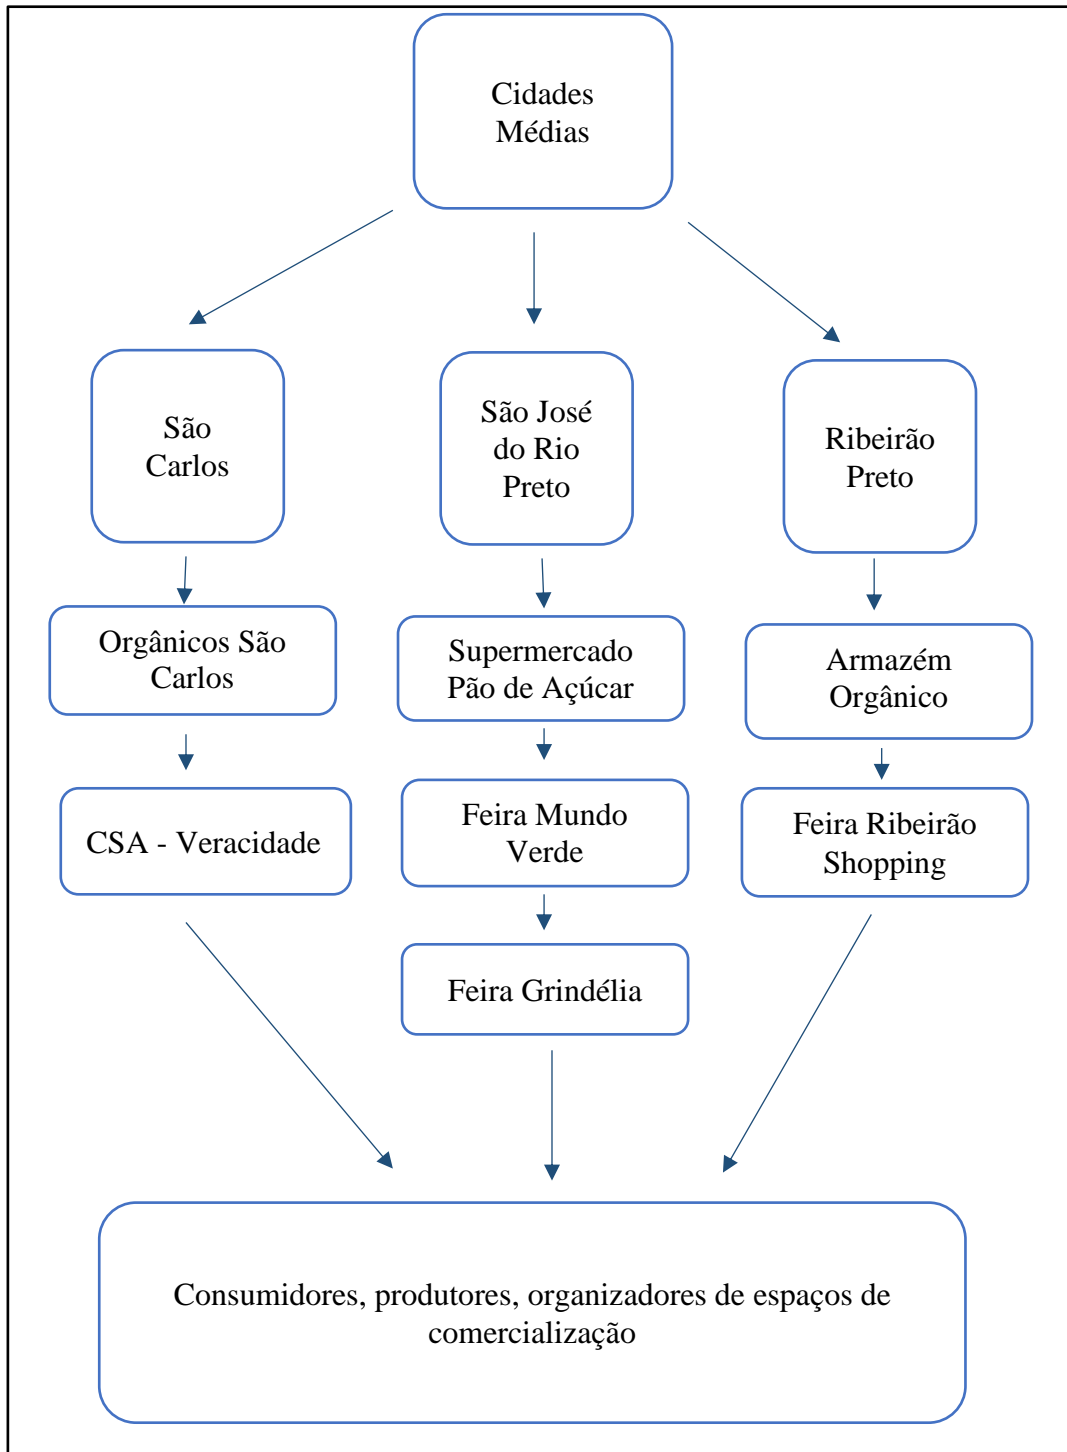 Cidades
Médias
São
Carlos
São José
do Rio
Preto
Ribeirão
Preto
Orgânicos São
Carlos
Supermercado
Pão de Açúcar
Armazém
Orgânico
CSA - Veracidade
Feira Mundo
Verde
Feira Ribeirão
Shopping
Feira Grindélia
Consumidores, produtores, organizadores de espaços de
comercialização